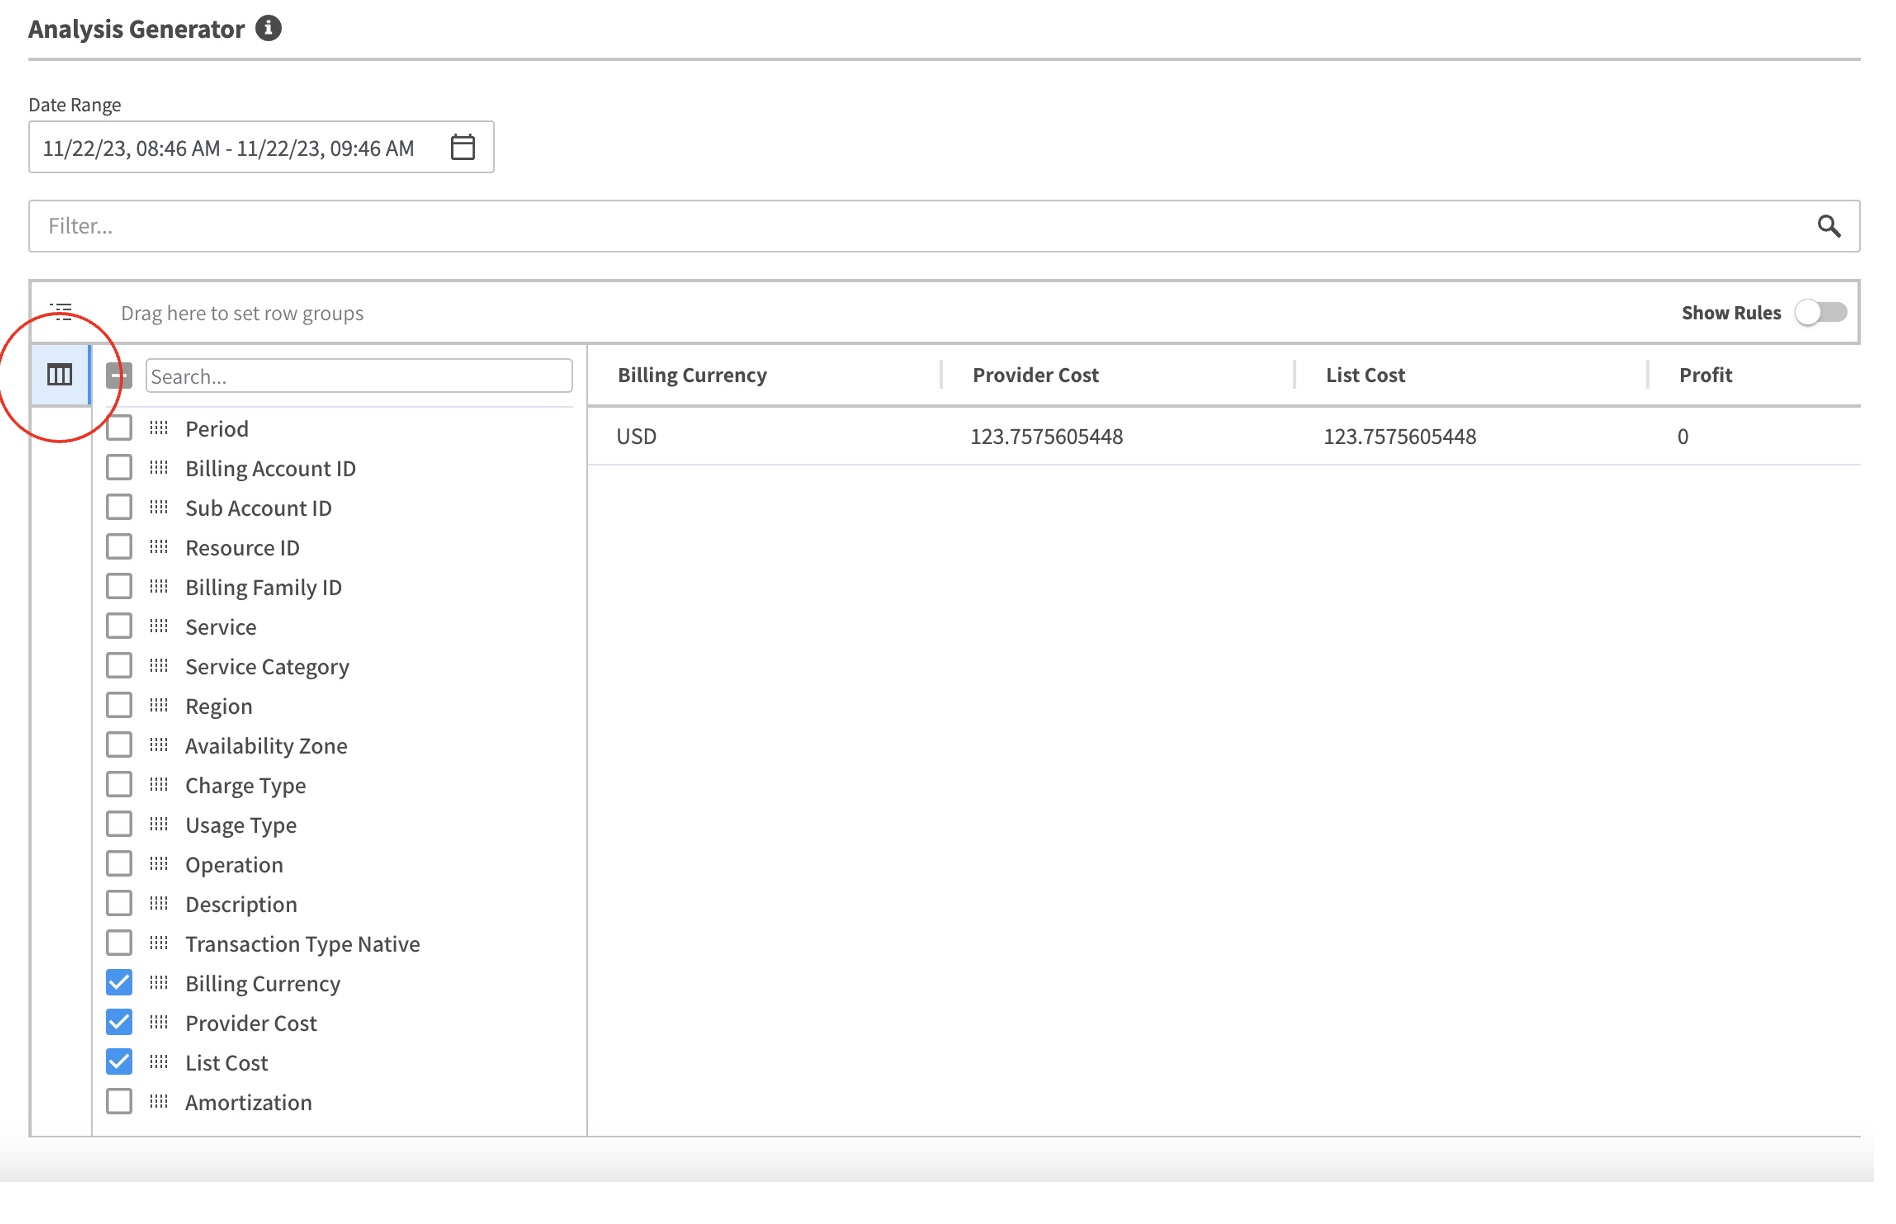 Analysis Generator
Date Range
11/22/23, 08:46 AM - 11/22/23, 09:46 AM
Filter...
Drag here to set row groups
Show Rules
Search...
Billing Currency
Provider Cost
List Cost
Profit
USD
123.7575605448
123.7575605448
0
Period
Billing Account ID
Sub Account ID
Resource ID
Billing Family ID
Service
Service Category
Region
Availability Zone
Charge Type
Usage Type
Operation
Description
Transaction Type Native
Billing Currency
Provider Cost
List Cost
Amortization